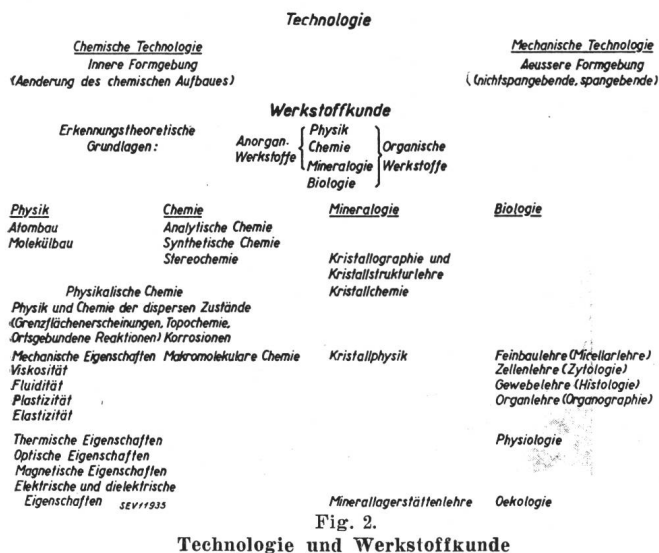 Technologie
Chemische Technologie Mechanische Technologie
Innere Formgebung Aeussere Formgebung
(Aenderung des chemischen Aufbaues) (nichtspangebende, spangebende)
Werkstoffkunde
Erkennungstheoretische Physik
Grundlagen: Anorgan. Chemie Organische
Werkstoffe Mineralogie Werkstoffe
Biologie
Physik Chemie Mineralogie Biologie
Atombau Analytische Chemie
Molekülbau Synthetische Chemie
Stereochemie Kristallographie und
Kristallstrukturlehre
Physikalische Chemie Kristallchemie
Physik und Chemie der dispersen Zustände
(Grenzflächenerscheinungen, Topochemie,
Ortsgebundene Reaktionen) Korrosionen
Mechanische Eigenschaften Makromolekulare Chemie Kristallphysik Feinbaulehre (Micellarlehre)
Viskosität Zellenlehre (Zytologie)
Fluidität Gewebelehre (Histologie)
Plastizität Organlehre (Organographie)
Elastizität
Thermische Eigenschaften Physiologie
Optische Eigenschaften
Magnetische Eigenschaften
Elektrische und dielektrische
Eigenschaften SEV11935 Minerallagerstättenlehre Oekologie
Fig. 2.
Technologie und Werkstoffkunde